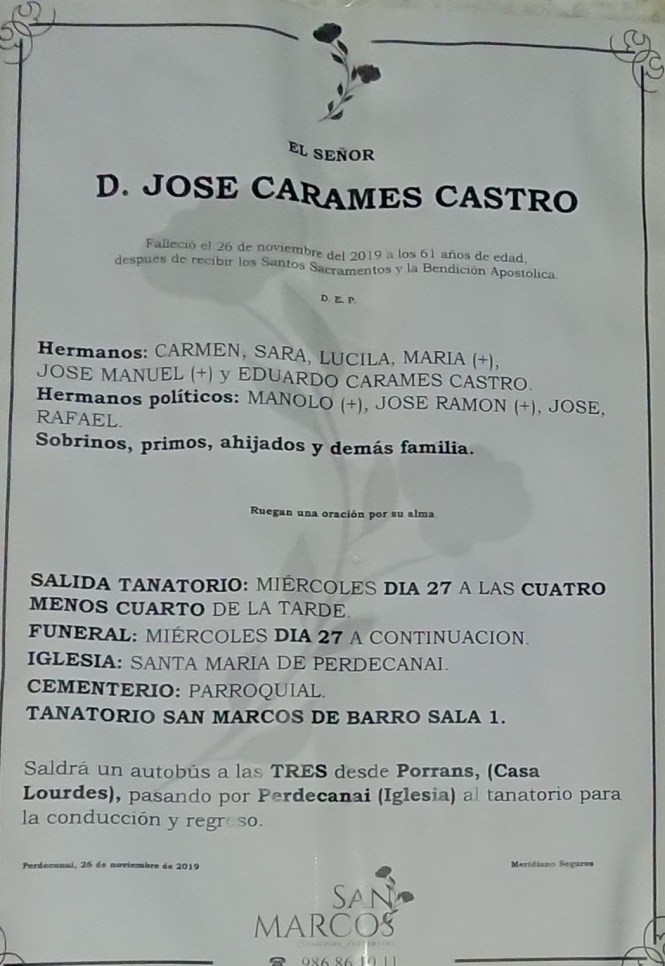 EL SEÑOR
D. JOSE CARAMES CASTRO
Falleció el 26 de noviembre del 2019 a los 61 años de edad,
despues de recibir los Santos Sacramentos y la Bendición Apostólica.
D. E. P.
Hermanos: CARMEN, SARA, LUCILA, MARIA (+),
JOSE MANUEL (+) y EDUARDO CARAMES CASTRO.
Hermanos políticos: MANOLO (+), JOSE RAMON (+), JOSE,
RAFAEL.
Sobrinos, primos, ahijados y demás familia.
Ruegan una oración por su alma
SALIDA TANATORIO: MIÉRCOLES DIA 27 A LAS CUATRO
MENOS CUARTO DE LA TARDE.
FUNERAL: MIÉRCOLES DIA 27 A CONTINUACION.
IGLESIA: SANTA MARIA DE PERDECANAI.
CEMENTERIO: PARROQUIAL.
TANATORIO SAN MARCOS DE BARRO SALA 1.
Saldrá un autobús a las TRES desde Porrans, (Casa
Lourdes), pasando por Perdecanai (Iglesia) al tanatorio para
la conducción y regreso.
Perdecanai, 26 de noviembre de 2019
Meridiano Seguros
SAN
MARCOS
986 86